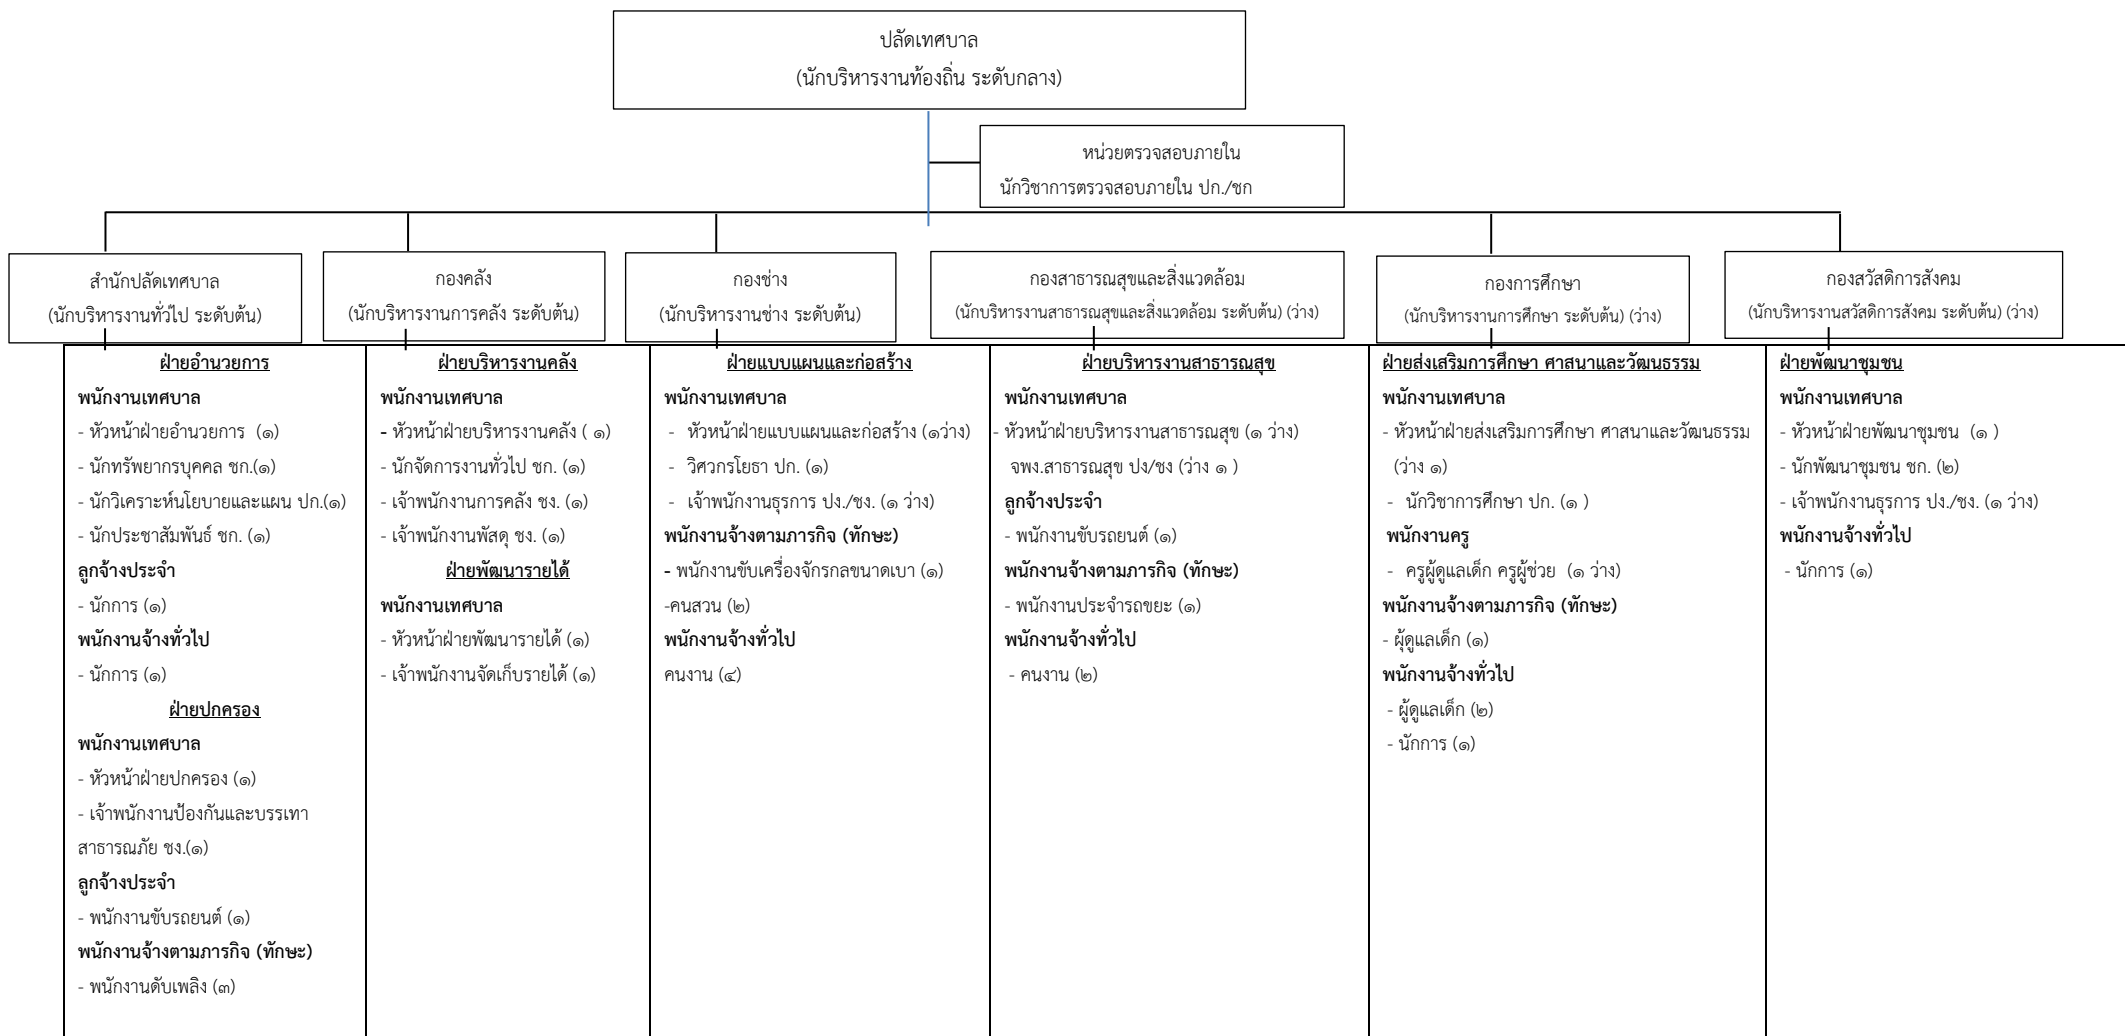 ปลัดเทศบาล
(นักบริหารงานท้องถิ่น ระดับกลาง)
หน่วยตรวจสอบภายใน
นักวิชาการตรวจสอบภายใน ปก./ชก
สำนักปลัดเทศบาล
(นักบริหารงานทั่วไป ระดับต้น)
กองคลัง
(นักบริหารงานการคลัง ระดับต้น)
กองช่าง
(นักบริหารงานช่าง ระดับต้น)
กองสาธารณสุขและสิ่งแวดล้อม
(นักบริหารงานสาธารณสุขและสิ่งแวดล้อม ระดับต้น) (ว่าง)
กองการศึกษา
(นักบริหารงานการศึกษา ระดับต้น) (ว่าง)
กองสวัสดิการสังคม
(นักบริหารงานสวัสดิการสังคม ระดับต้น) (ว่าง)
ฝ่ายอำนวยการ
พนักงานเทศบาล
- หัวหน้าฝ่ายอำนวยการ (๑)
- นักทรัพยากรบุคคล ชก.(๑)
- นักวิเคราะห์นโยบายและแผน ปก.(๑)
- นักประชาสัมพันธ์ ชก. (๑)
ลูกจ้างประจำ
- นักการ (๑)
พนักงานจ้างทั่วไป
- นักการ (๑)
ฝ่ายปกครอง
พนักงานเทศบาล
- หัวหน้าฝ่ายปกครอง (๑)
- เจ้าพนักงานป้องกันและบรรเทา
สาธารณภัย ชง.(๑)
ลูกจ้างประจำ
- พนักงานขับรถยนต์ (๑)
พนักงานจ้างตามภารกิจ (ทักษะ)
- พนักงานดับเพลิง (๓)
ฝ่ายบริหารงานคลัง
พนักงานเทศบาล
- หัวหน้าฝ่ายบริหารงานคลัง ( ๑)
- นักจัดการงานทั่วไป ชก. (๑)
- เจ้าพนักงานการคลัง ชง. (๑)
- เจ้าพนักงานพัสดุ ชง. (๑)
ฝ่ายพัฒนารายได้
พนักงานเทศบาล
- หัวหน้าฝ่ายพัฒนารายได้ (๑)
- เจ้าพนักงานจัดเก็บรายได้ (๑)
ฝ่ายแบบแผนและก่อสร้าง
พนักงานเทศบาล
- หัวหน้าฝ่ายแบบแผนและก่อสร้าง (๑ว่าง)
- วิศวกรโยธา ปก. (๑)
- เจ้าพนักงานธุรการ ปง./ชง. (๑ ว่าง)
พนักงานจ้างตามภารกิจ (ทักษะ)
- พนักงานขับเครื่องจักรกลขนาดเบา (๑)
-คนสวน (๒)
พนักงานจ้างทั่วไป
คนงาน (๔)
ฝ่ายบริหารงานสาธารณสุข
พนักงานเทศบาล
- หัวหน้าฝ่ายบริหารงานสาธารณสุข (๑ ว่าง)
จพง.สาธารณสุข ปง/ชง (ว่าง ๑ )
ลูกจ้างประจำ
- พนักงานขับรถยนต์ (๑)
พนักงานจ้างตามภารกิจ (ทักษะ)
- พนักงานประจำรถขยะ (๑)
พนักงานจ้างทั่วไป
- คนงาน (๒)
ฝ่ายส่งเสริมการศึกษา ศาสนาและวัฒนธรรม
พนักงานเทศบาล
- หัวหน้าฝ่ายส่งเสริมการศึกษา ศาสนาและวัฒนธรรม
(ว่าง ๑)
- นักวิชาการศึกษา ปก. (๑ )
พนักงานครู
- ครูผู้ดูแลเด็ก ครูผู้ช่วย (๑ ว่าง)
พนักงานจ้างตามภารกิจ (ทักษะ)
- ผุ้ดูแลเด็ก (๑)
พนักงานจ้างทั่วไป
- ผู้ดูแลเด็ก (๒)
- นักการ (๑)
ฝ่ายพัฒนาชุมชน
พนักงานเทศบาล
- หัวหน้าฝ่ายพัฒนาชุมชน (๑ )
- นักพัฒนาชุมชน ชก. (๒)
- เจ้าพนักงานธุรการ ปง./ชง. (๑ ว่าง)
พนักงานจ้างทั่วไป
- นักการ (๑)